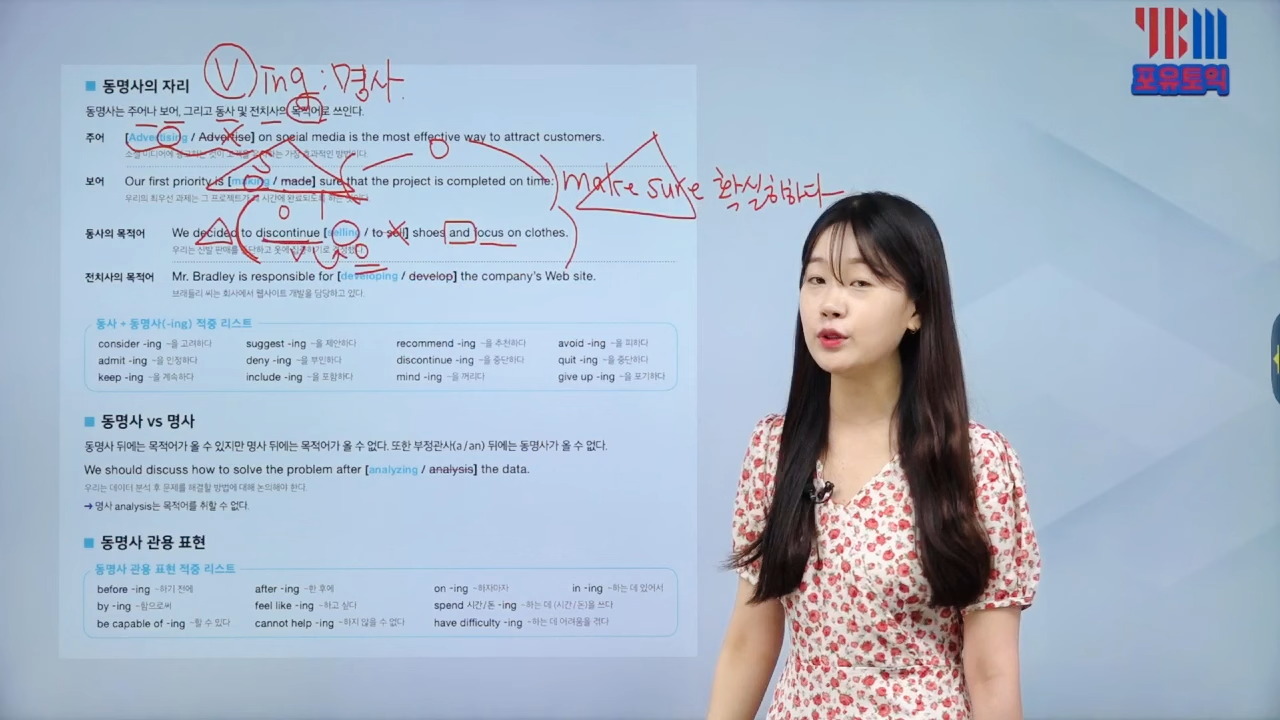 YBM
포유토익
V ing : 명사
■ 동명사의 자리
동명사는 주어나 보어, 그리고 동사 및 전치사의 목적어로 쓰인다.
주어 [Advertising / Advertise] on social media is the most effective way to attract customers.
보어 Our first priority is [making / made] sure that the project is completed on time.
make sure 확실히하다
동사의 목적어 We decided to discontinue [selling / to sell] shoes and focus on clothes.
전치사의 목적어 Mr. Bradley is responsible for [developing / develop] the company's Web site.
브래들리 씨는 회사에서 웹사이트 개발을 담당하고 있다.
동사 + 동명사(-ing) 적중 리스트
consider -ing ~을 고려하다 suggest -ing ~을 제안하다 recommend -ing ~을 추천하다 avoid -ing ~을 피하다
admit -ing ~을 인정하다 deny -ing ~을 부인하다 discontinue -ing ~을 중단하다 quit -ing ~을 중단하다
keep -ing ~을 계속하다 include -ing ~을 포함하다 mind -ing ~을 꺼리다 give up -ing ~을 포기하다
■ 동명사 vs 명사
동명사 뒤에는 목적어가 올 수 있지만 명사 뒤에는 목적어가 올 수 없다. 또한 부정관사(a/an) 뒤에는 동명사가 올 수 없다.
We should discuss how to solve the problem after [analyzing / analysis] the data.
우리는 데이터 분석 후 문제를 해결할 방법에 대해 논의해야 한다.
→ 명사 analysis는 목적어를 취할 수 없다.
■ 동명사 관용 표현
동명사 관용 표현 적중 리스트
before -ing ~하기 전에 after -ing ~한 후에 on -ing ~하자마자 in -ing ~하는 데 있어서
by -ing ~함으로써 feel like -ing ~하고 싶다 spend 시간/돈 -ing ~하는 데 (시간/돈)을 쓰다
be capable of -ing ~할 수 있다 cannot help -ing ~하지 않을 수 없다 have difficulty -ing ~하는 데 어려움을 겪다